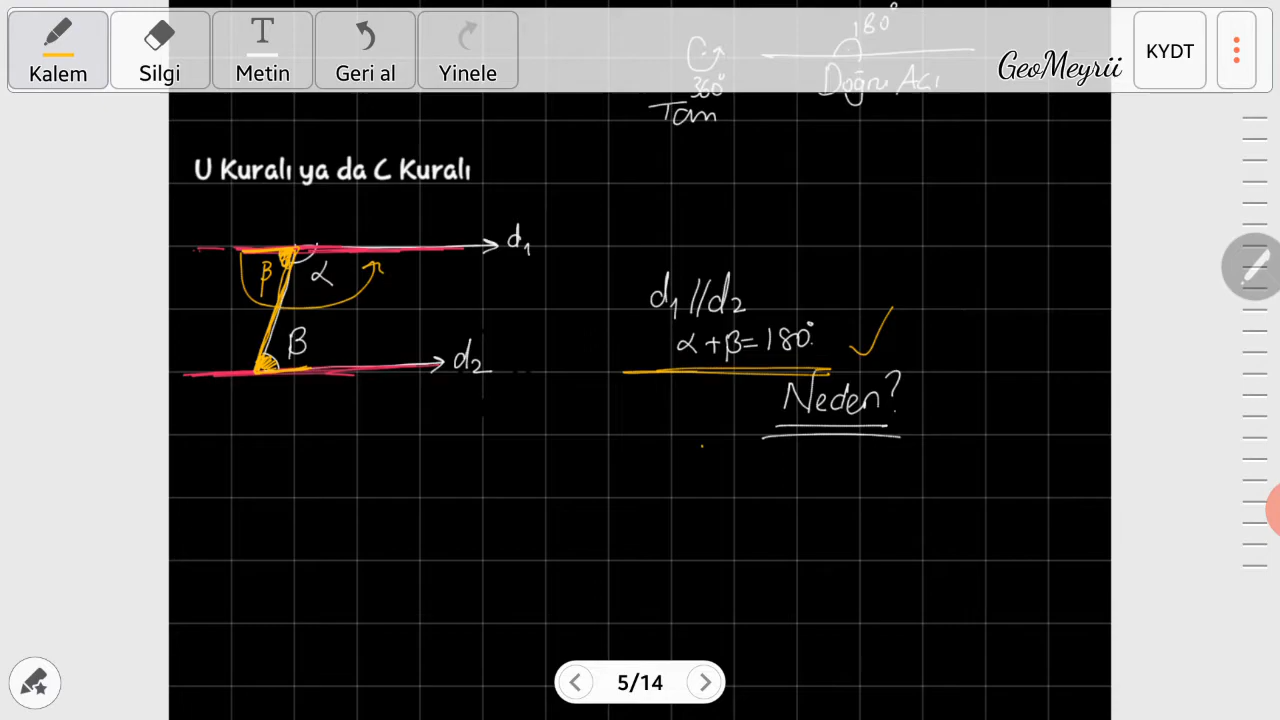 Kalem
Silgi
Metin
Geri al
Yinele
GeoMeyrii
KYDT
180°
360°
Tam
Doğru Açı
U Kuralı ya da C Kuralı
d₁
β
α
β
d₂
d₁ // d₂
α + β = 180°
Neden?
5/14